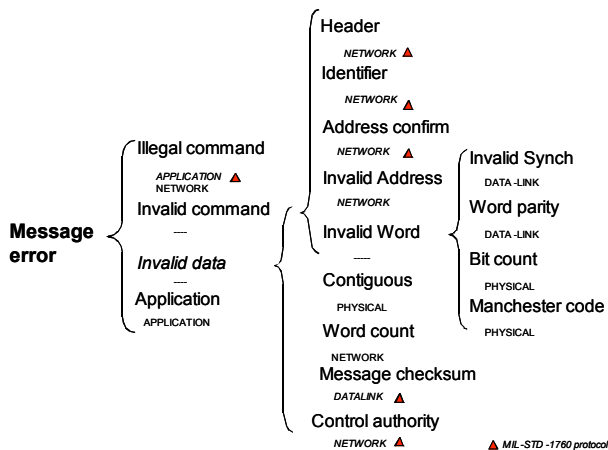 Message
error
Illegal command
APPLICATION
NETWORK
Invalid command
----
Invalid data
----
Application
APPLICATION
Header
NETWORK
Identifier
NETWORK
Address confirm
NETWORK
Invalid Address
NETWORK
Invalid Word
-----
Contiguous
PHYSICAL
Word count
NETWORK
Message checksum
DATALINK
Control authority
NETWORK
Invalid Synch
DATA-LINK
Word parity
DATA-LINK
Bit count
PHYSICAL
Manchester code
PHYSICAL
MIL-STD -1760 protocol